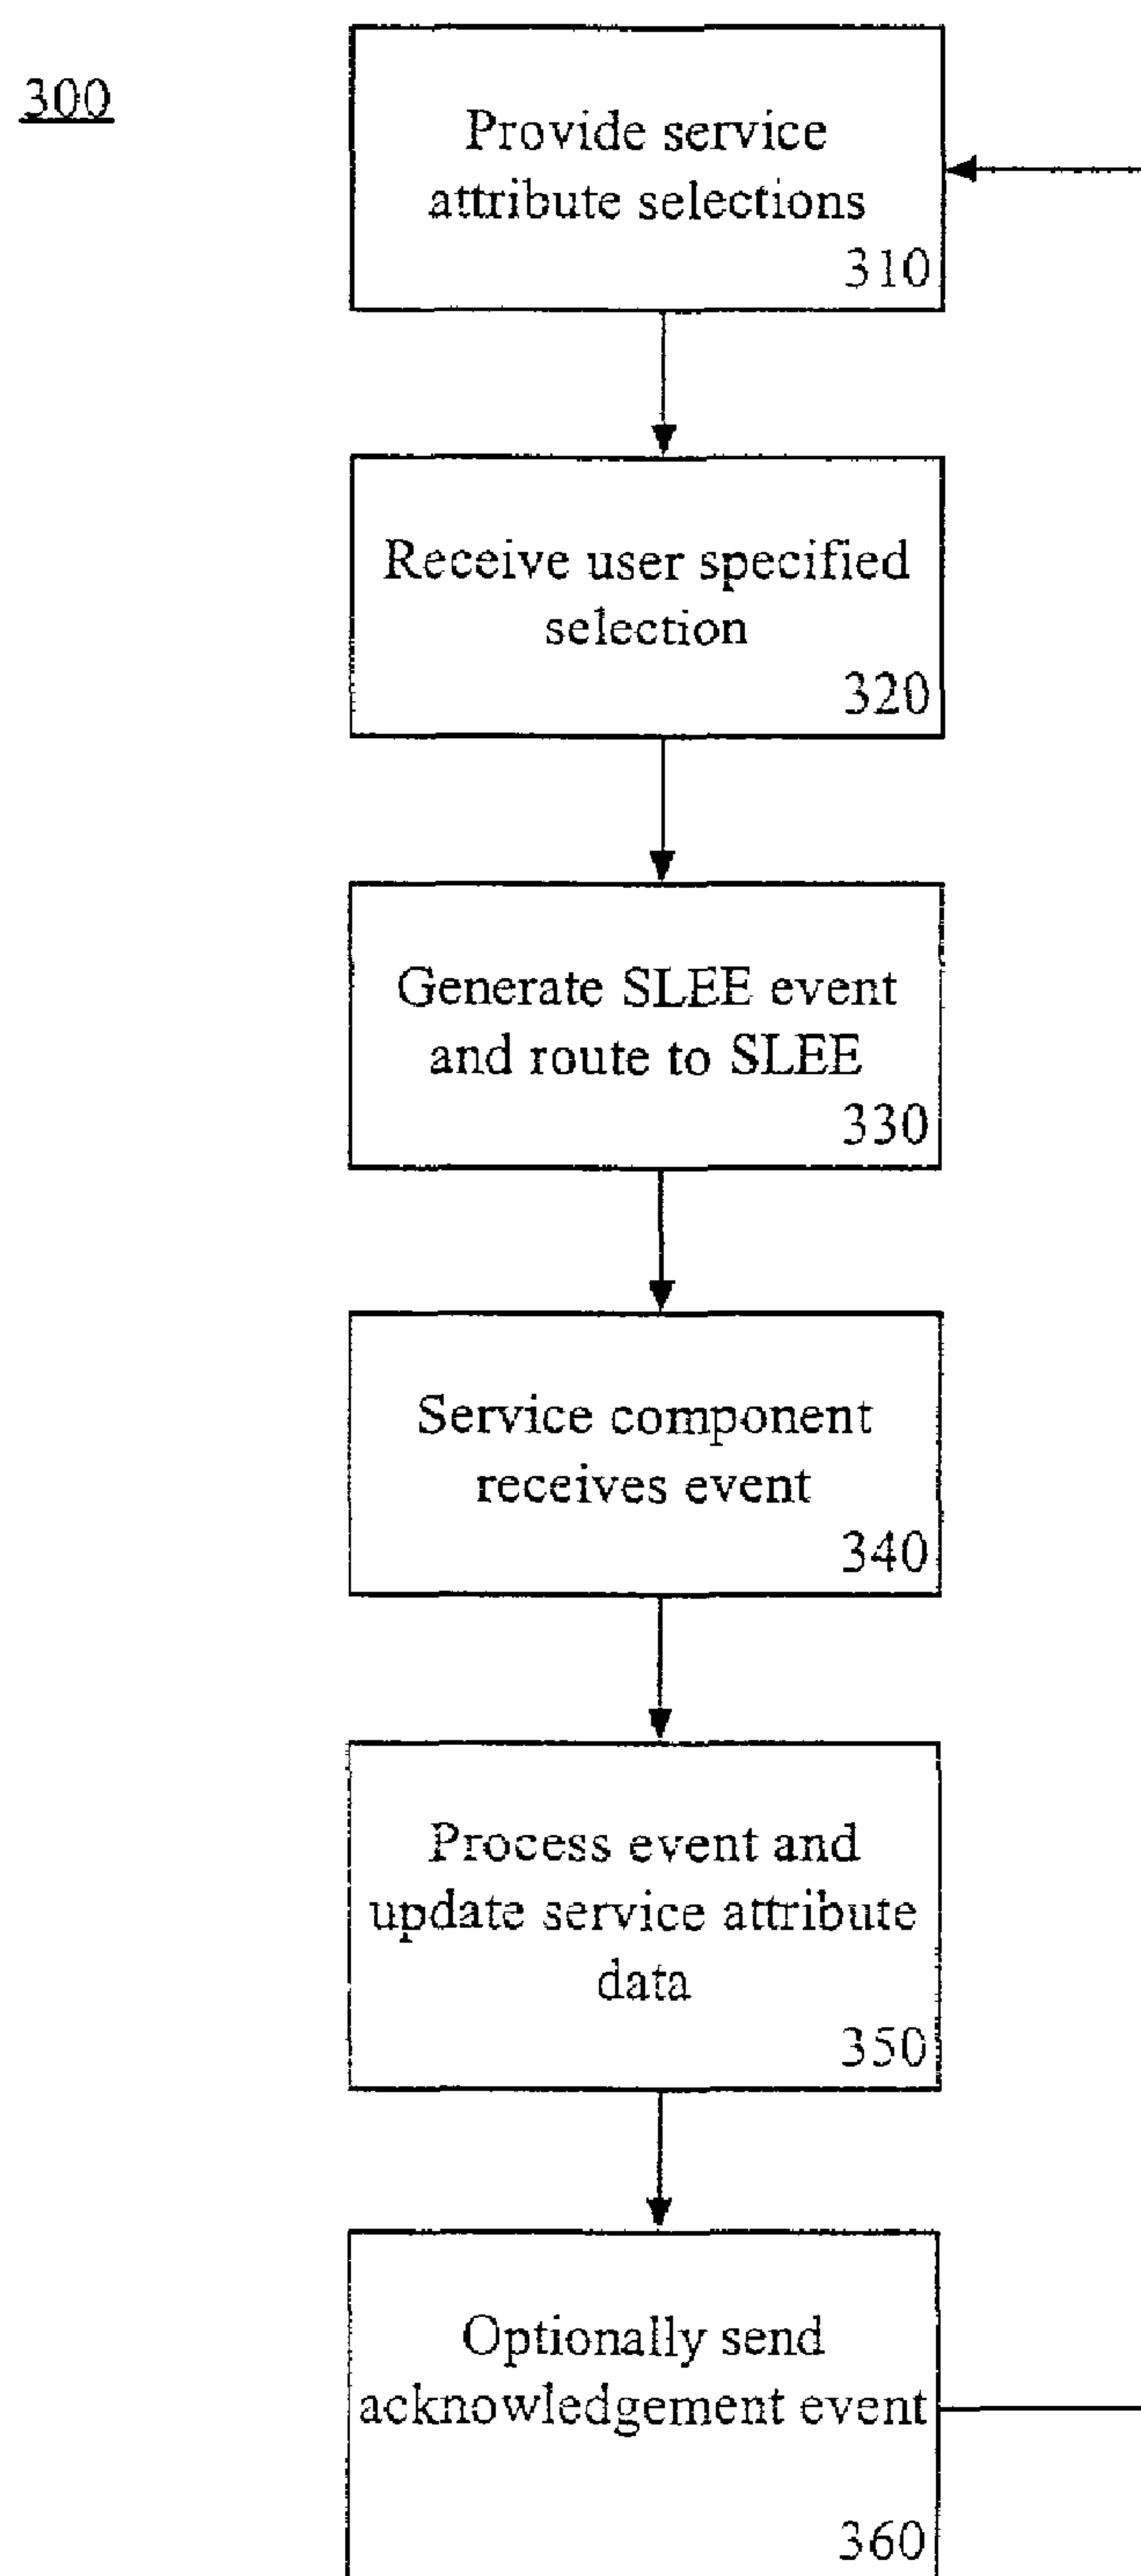 300
Provide service
attribute selections
310
Receive user specified
selection
320
Generate SLEE event
and route to SLEE
330
Service component
receives event
340
Process event and
update service attribute
data
350
Optionally send
acknowledgement event
360